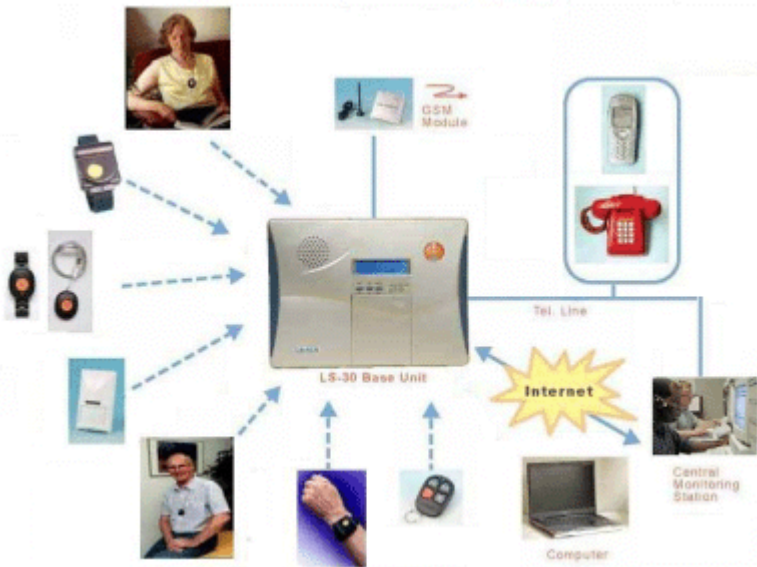 GSM
Module
Tel. Line
LS-30 Base Unit
Internet
Central
Monitoring
Station
Computer